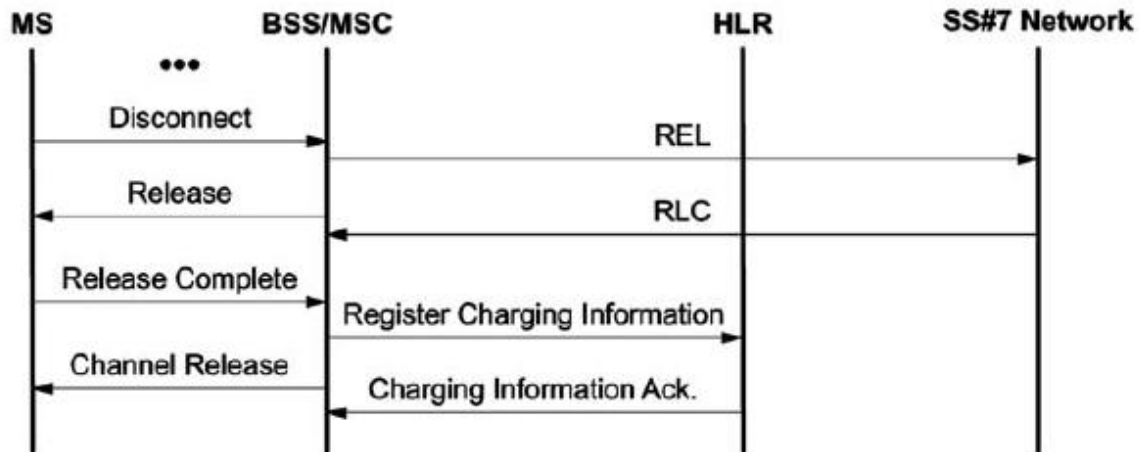 MS BSS/MSC HLR SS#7 Network
•••
Disconnect
REL
Release
RLC
Release Complete
Register Charging Information
Channel Release
Charging Information Ack.